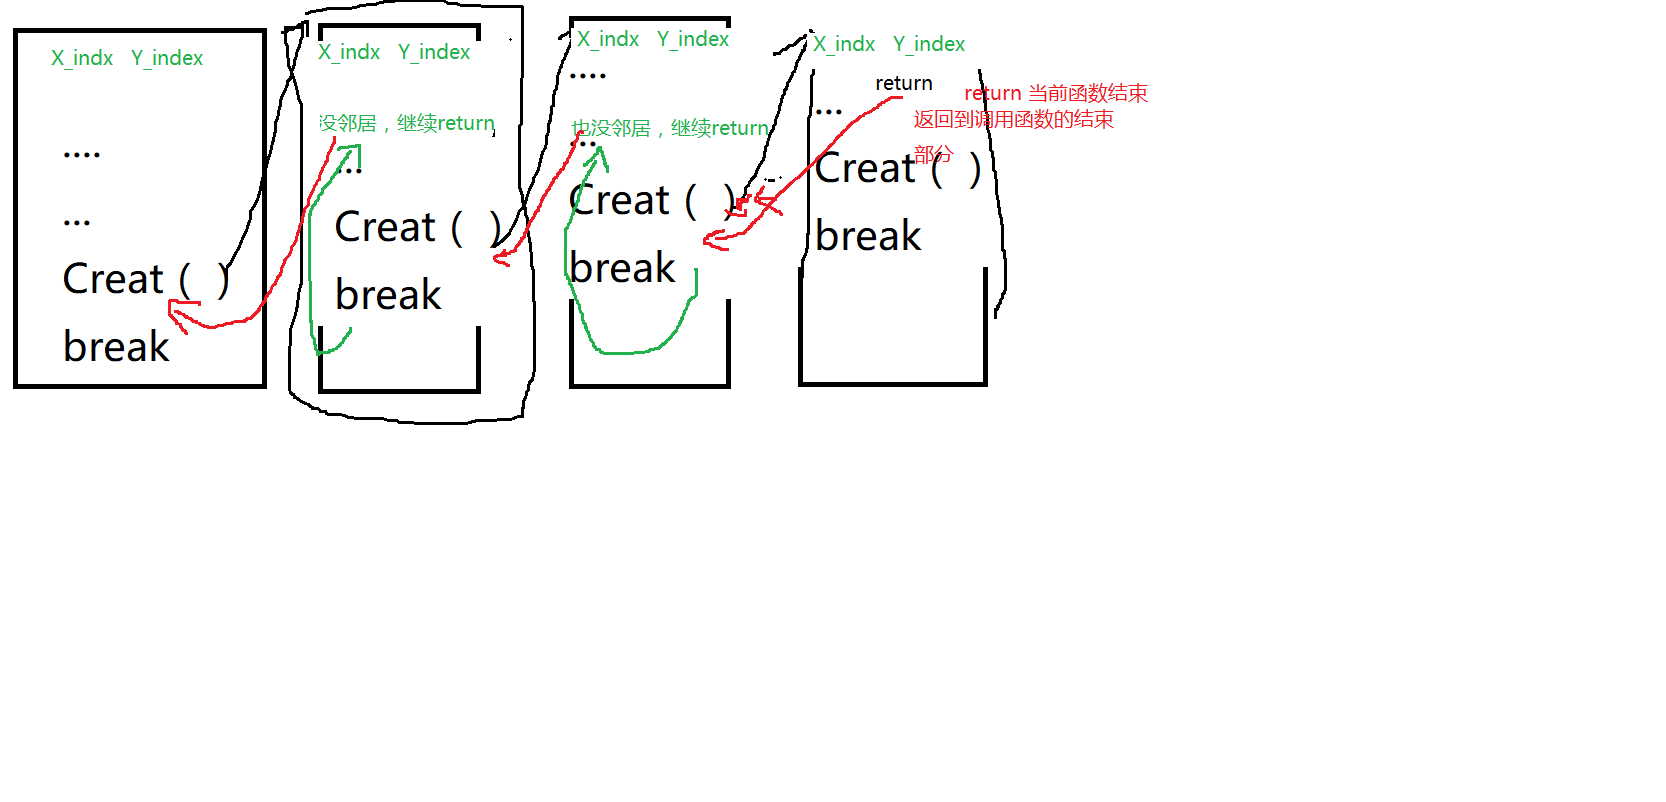 X_indx Y_index
....
...
Creat ( )
break
X_indx Y_index
没邻居，继续return
...
Creat ( )
break
X_indx Y_index
....
也没邻居，继续return
...
Creat ( )
break
X_indx Y_index
return
...
Creat ( )
break
return 当前函数结束
返回到调用函数的结束
部分